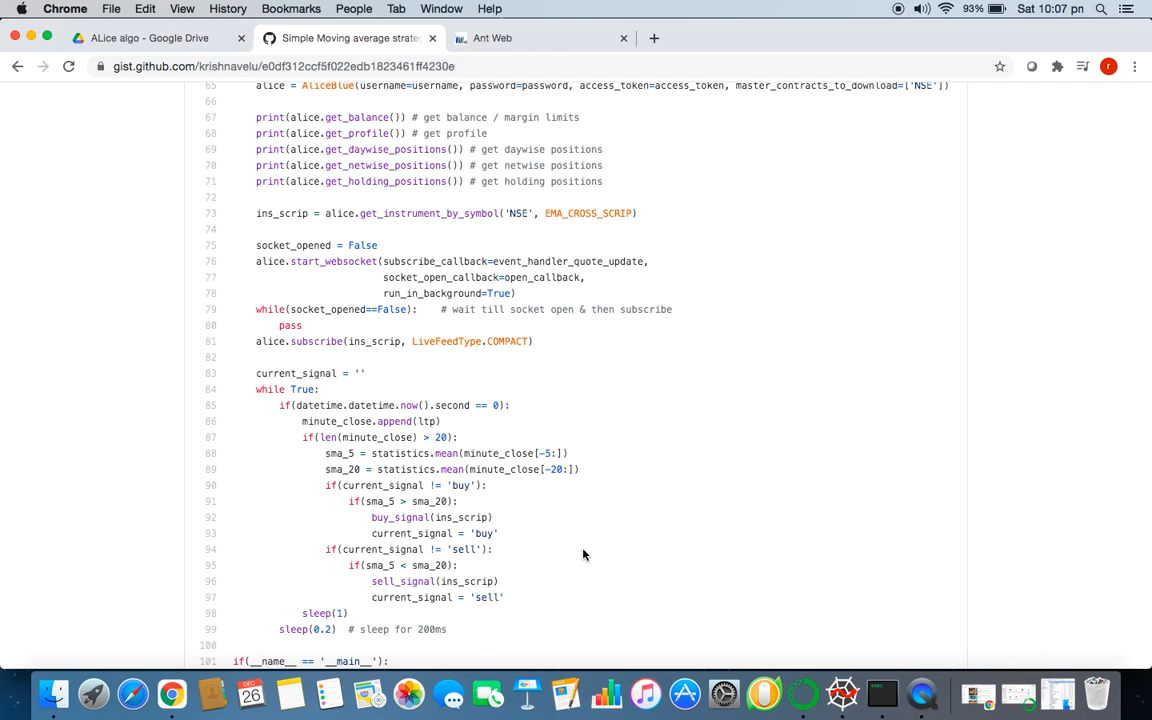 Chrome File Edit View History Bookmarks People Tab Window Help 93% Sat 10:07 pn
ALice algo - Google Drive
Simple Moving average strate
Ant Web
gist.github.com/krishnavelu/e0df312ccf5f022edb1823461ff4230e
65 alice = AliceBlue(username=username, password=password, access_token=access_token, master_contracts_to_download=['NSE'])
66
67 print(alice.get_balance()) # get balance / margin limits
68 print(alice.get_profile()) # get profile
69 print(alice.get_daywise_positions()) # get daywise positions
70 print(alice.get_netwise_positions()) # get netwise positions
71 print(alice.get_holding_positions()) # get holding positions
72
73 ins_scrip = alice.get_instrument_by_symbol('NSE', EMA_CROSS_SCRIP)
74
75 socket_opened = False
76 alice.start_websocket(subscribe_callback=event_handler_quote_update,
77 socket_open_callback=open_callback,
78 run_in_background=True)
79 while(socket_opened==False): # wait till socket open & then subscribe
80 pass
81 alice.subscribe(ins_scrip, LiveFeedType.COMPACT)
82
83 current_signal = ''
84 while True:
85 if(datetime.datetime.now().second == 0):
86 minute_close.append(ltp)
87 if(len(minute_close) > 20):
88 sma_5 = statistics.mean(minute_close[-5:])
89 sma_20 = statistics.mean(minute_close[-20:])
90 if(current_signal != 'buy'):
91 if(sma_5 > sma_20):
92 buy_signal(ins_scrip)
93 current_signal = 'buy'
94 if(current_signal != 'sell'):
95 if(sma_5 < sma_20):
96 sell_signal(ins_scrip)
97 current_signal = 'sell'
98 sleep(1)
99 sleep(0.2) # sleep for 200ms
100
101 if(__name__ == '__main__'):
DEC
26